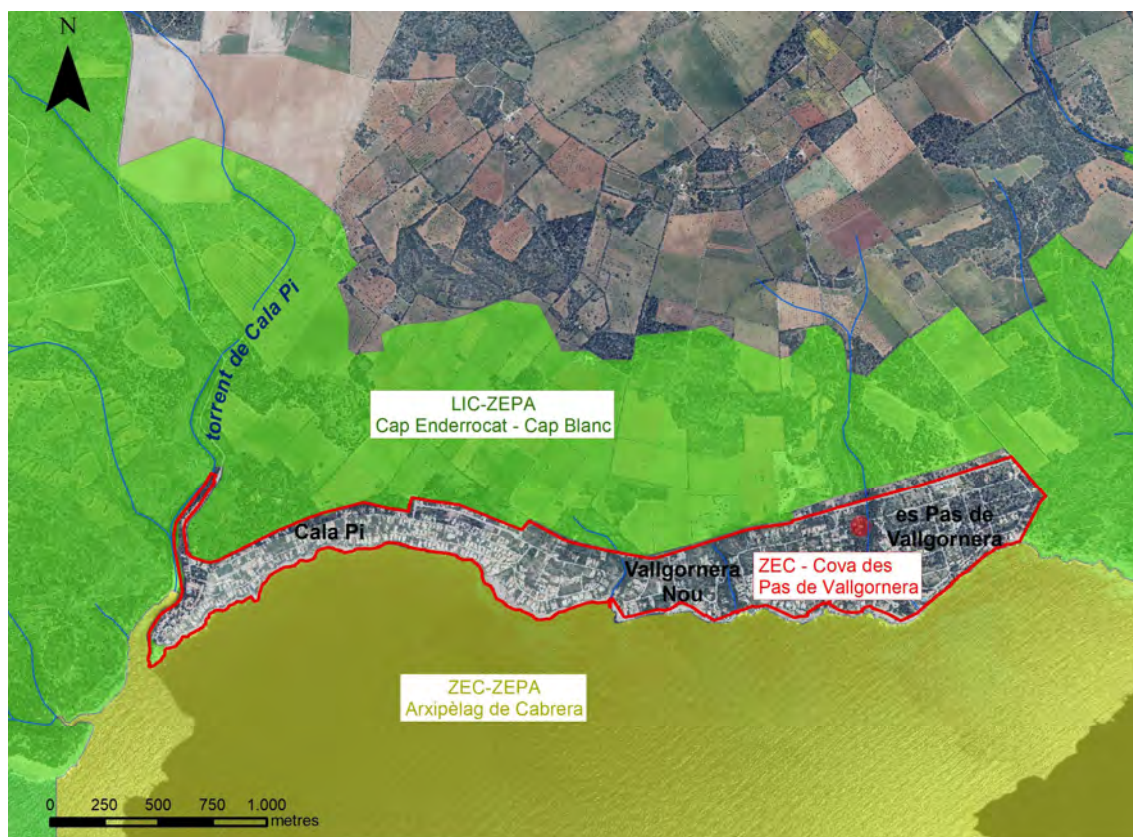 N
torrent de Cala Pi
LIC-ZEPA
Cap Enderrocat - Cap Blanc
Cala Pi
es Pas de
Vallgornera
Vallgornera
Nou
ZEC - Cova des
Pas de Vallgornera
ZEC-ZEPA
Arxipèlag de Cabrera
0 250 500 750 1.000
metres